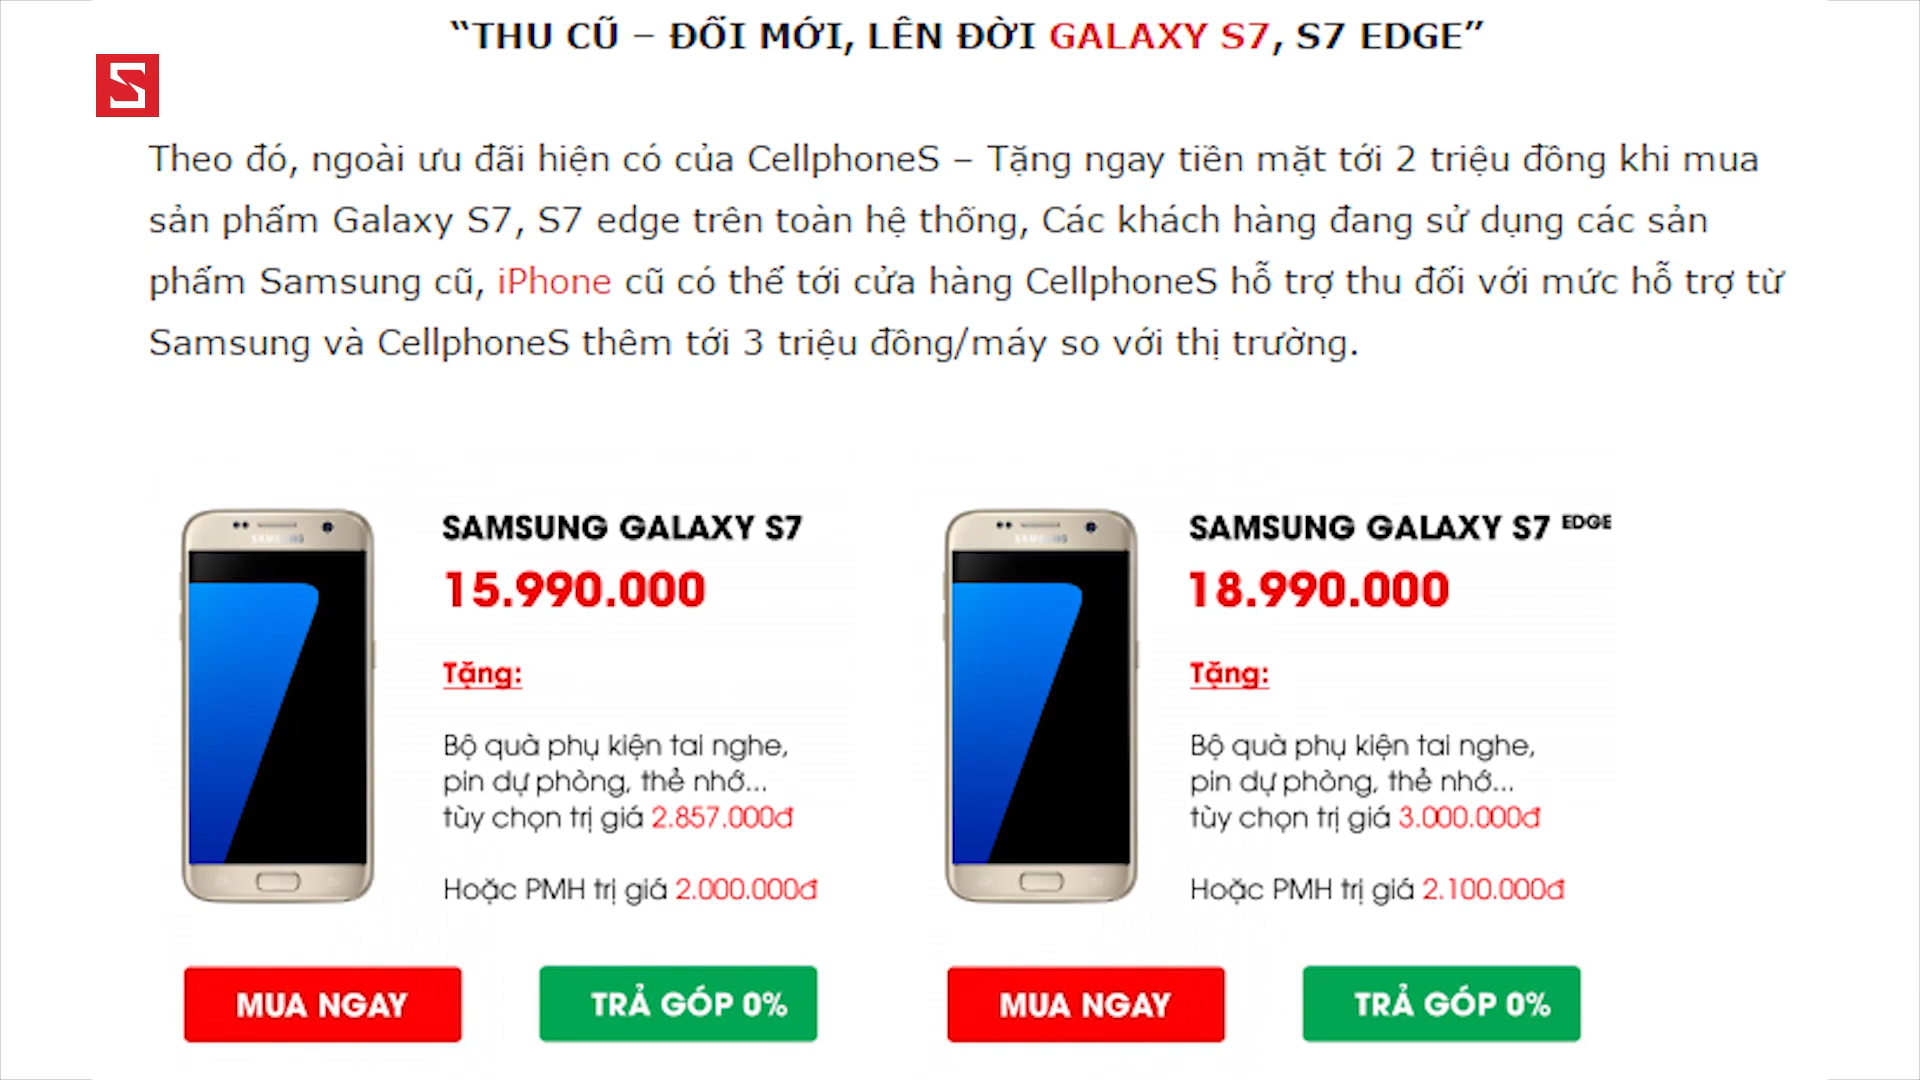 “THU CŨ – ĐỔI MỚI, LÊN ĐỜI GALAXY S7, S7 EDGE”
S
Theo đó, ngoài ưu đãi hiện có của CellphoneS – Tặng ngay tiền mặt tới 2 triệu đồng khi mua
sản phẩm Galaxy S7, S7 edge trên toàn hệ thống, Các khách hàng đang sử dụng các sản
phẩm Samsung cũ, iPhone cũ có thể tới cửa hàng CellphoneS hỗ trợ thu đổi với mức hỗ trợ từ
Samsung và CellphoneS thêm tới 3 triệu đồng/máy so với thị trường.
SAMSUNG
SAMSUNG GALAXY S7
15.990.000
Tặng:
Bộ quà phụ kiện tai nghe,
pin dự phòng, thẻ nhớ...
tùy chọn trị giá 2.857.000đ
Hoặc PMH trị giá 2.000.000đ
MUA NGAY
TRẢ GÓP 0%
SAMSUNG
SAMSUNG GALAXY S7 EDGE
18.990.000
Tặng:
Bộ quà phụ kiện tai nghe,
pin dự phòng, thẻ nhớ...
tùy chọn trị giá 3.000.000đ
Hoặc PMH trị giá 2.100.000đ
MUA NGAY
TRẢ GÓP 0%